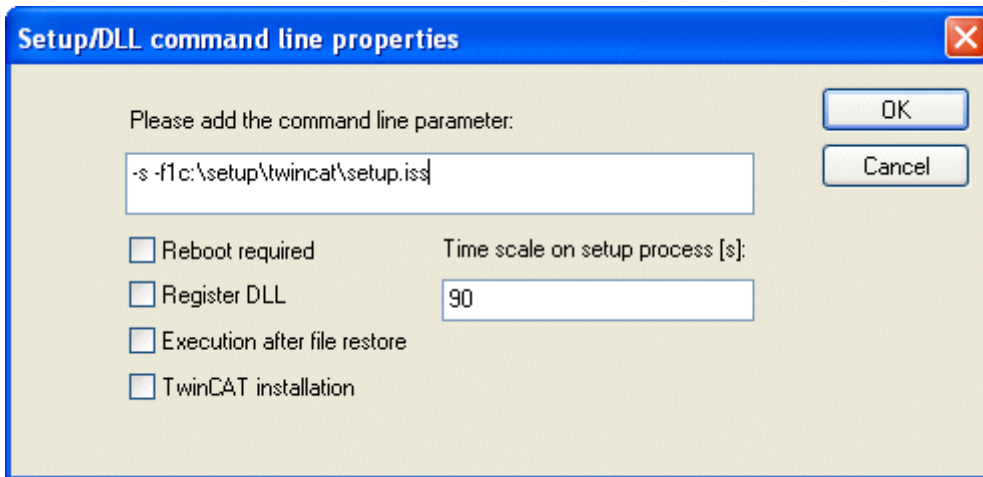 Setup/DLL command line properties
Please add the command line parameter:
OK
-s -f1c:\setup\twincat\setup.iss
Cancel
Reboot required
Time scale on setup process [s]:
Register DLL
90
Execution after file restore
TwinCAT installation